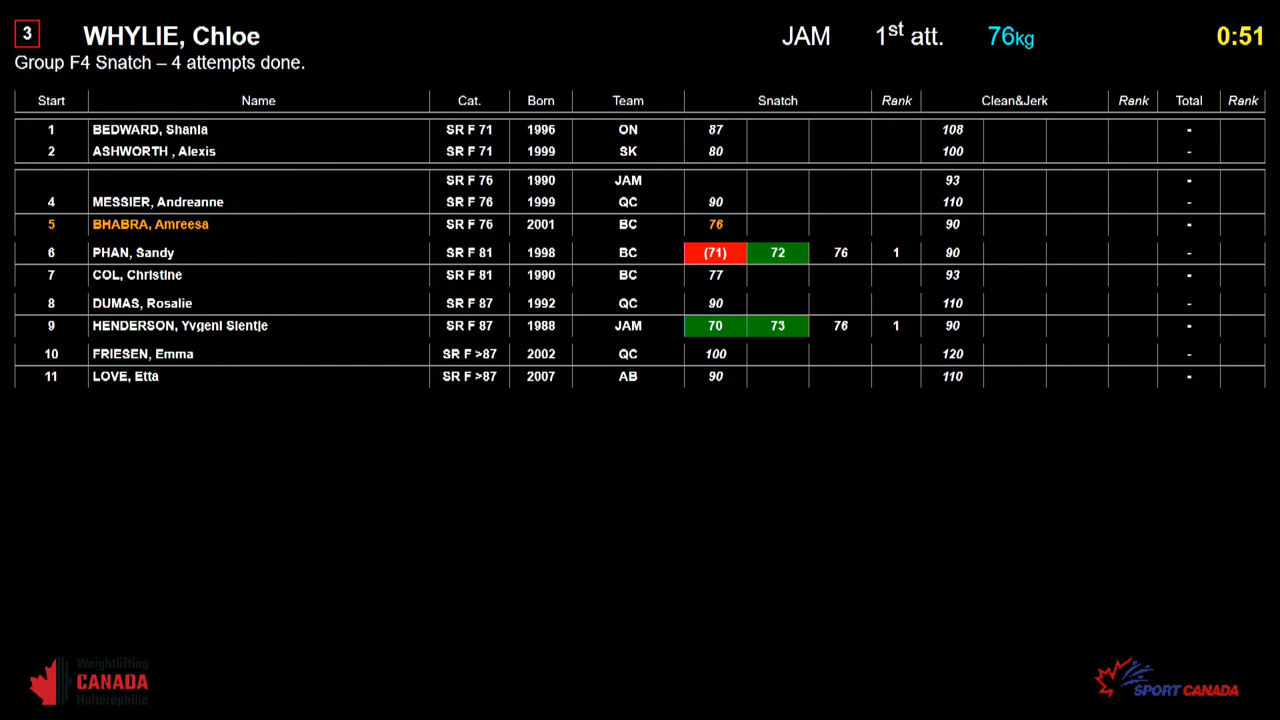 3 WHYLIE, Chloe JAM 1st att. 76kg 0:51
Group F4 Snatch – 4 attempts done.
Start Name Cat. Born Team Snatch Rank Clean&Jerk Rank Total Rank
1 BEDWARD, Shania SR F 71 1996 ON 87 108 -
2 ASHWORTH , Alexis SR F 71 1999 SK 80 100 -
SR F 76 1990 JAM 93 -
4 MESSIER, Andreanne SR F 76 1999 QC 90 110 -
5 BHABRA, Amreesa SR F 76 2001 BC 76 90 -
6 PHAN, Sandy SR F 81 1998 BC (71) 72 76 1 90 -
7 COL, Christine SR F 81 1990 BC 77 93 -
8 DUMAS, Rosalie SR F 87 1992 QC 90 110 -
9 HENDERSON, Yvgeni Sientje SR F 87 1988 JAM 70 73 76 1 90 -
10 FRIESEN, Emma SR F >87 2002 QC 100 120 -
11 LOVE, Etta SR F >87 2007 AB 90 110 -
Weightlifting
CANADA
Haltérophilie
SPORT CANADA